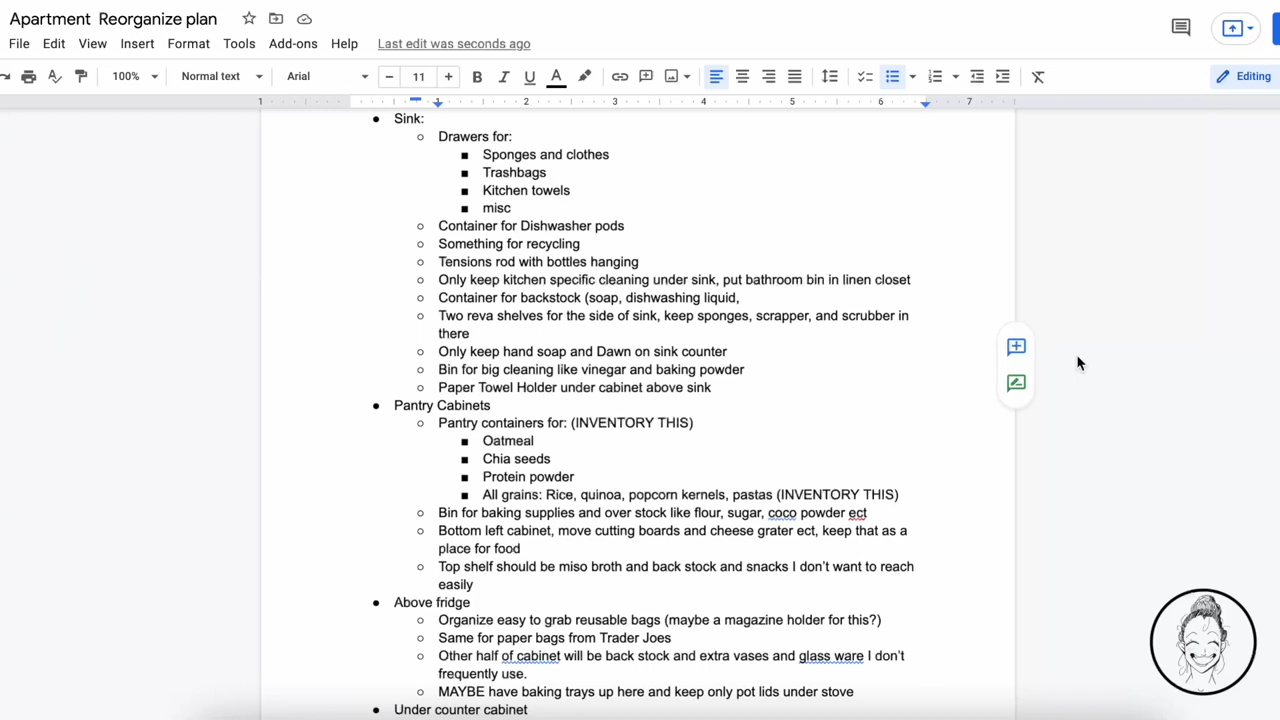 Apartment  Reorganize plan
File Edit View Insert Format Tools Add-ons Help Last edit was seconds ago
100% Normal text Arial 11 B I U A Editing
1 1 2 3 4 5 6 7
Sink:
Drawers for:
Sponges and clothes
Trashbags
Kitchen towels
misc
Container for Dishwasher pods
Something for recycling
Tensions rod with bottles hanging
Only keep kitchen specific cleaning under sink, put bathroom bin in linen closet
Container for backstock (soap, dishwashing liquid,
Two reva shelves for the side of sink, keep sponges, scrapper, and scrubber in
there
Only keep hand soap and Dawn on sink counter
Bin for big cleaning like vinegar and baking powder
Paper Towel Holder under cabinet above sink
Pantry Cabinets
Pantry containers for: (INVENTORY THIS)
Oatmeal
Chia seeds
Protein powder
All grains: Rice, quinoa, popcorn kernels, pastas (INVENTORY THIS)
Bin for baking supplies and over stock like flour, sugar, coco powder ect
Bottom left cabinet, move cutting boards and cheese grater ect, keep that as a
place for food
Top shelf should be miso broth and back stock and snacks I don't want to reach
easily
Above fridge
Organize easy to grab reusable bags (maybe a magazine holder for this?)
Same for paper bags from Trader Joes
Other half of cabinet will be back stock and extra vases and glass ware I don't
frequently use.
MAYBE have baking trays up here and keep only pot lids under stove
Under counter cabinet